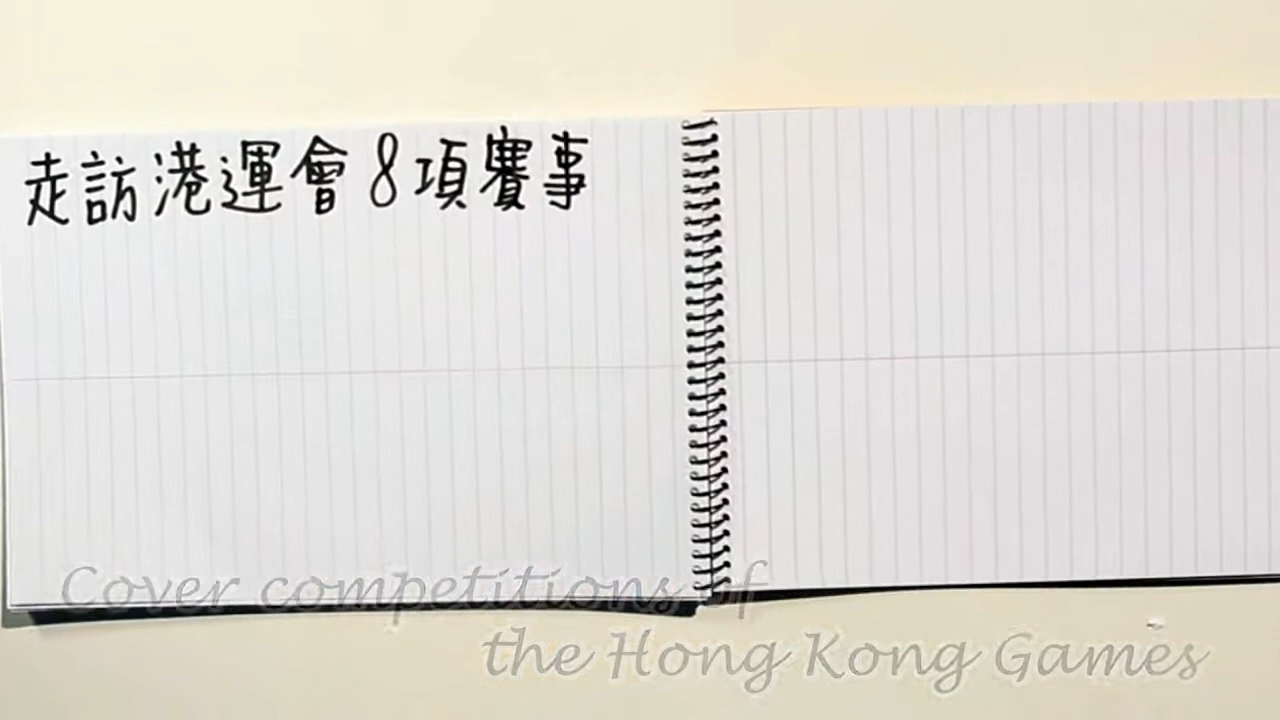 走訪港運會8項賽事
Cover competitions of
the Hong Kong Games